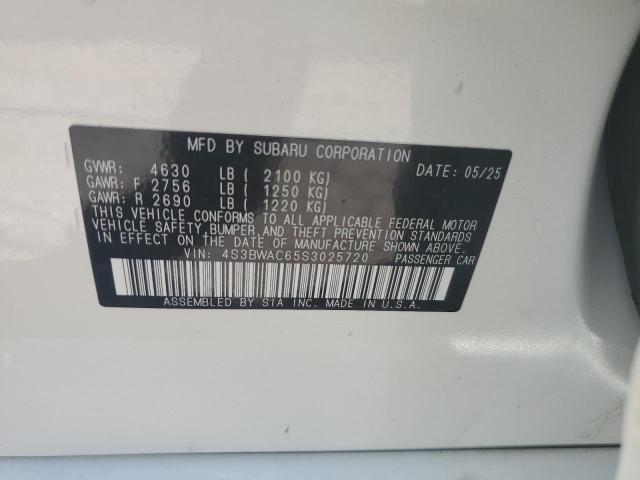 MFD BY SUBARU CORPORATION
GVWR: 4630 LB ( 2100 KG) DATE: 05/25
GAWR: F 2756 LB ( 1250 KG)
GAWR: R 2690 LB ( 1220 KG)
THIS VEHICLE CONFORMS TO ALL APPLICABLE FEDERAL MOTOR
VEHICLE SAFETY, BUMPER, AND THEFT PREVENTION STANDARDS
IN EFFECT ON THE DATE OF MANUFACTURE SHOWN ABOVE.
VIN: 4S3BWAC65S3025720 PASSENGER CAR
ASSEMBLED BY SIA INC. MADE IN U.S.A.